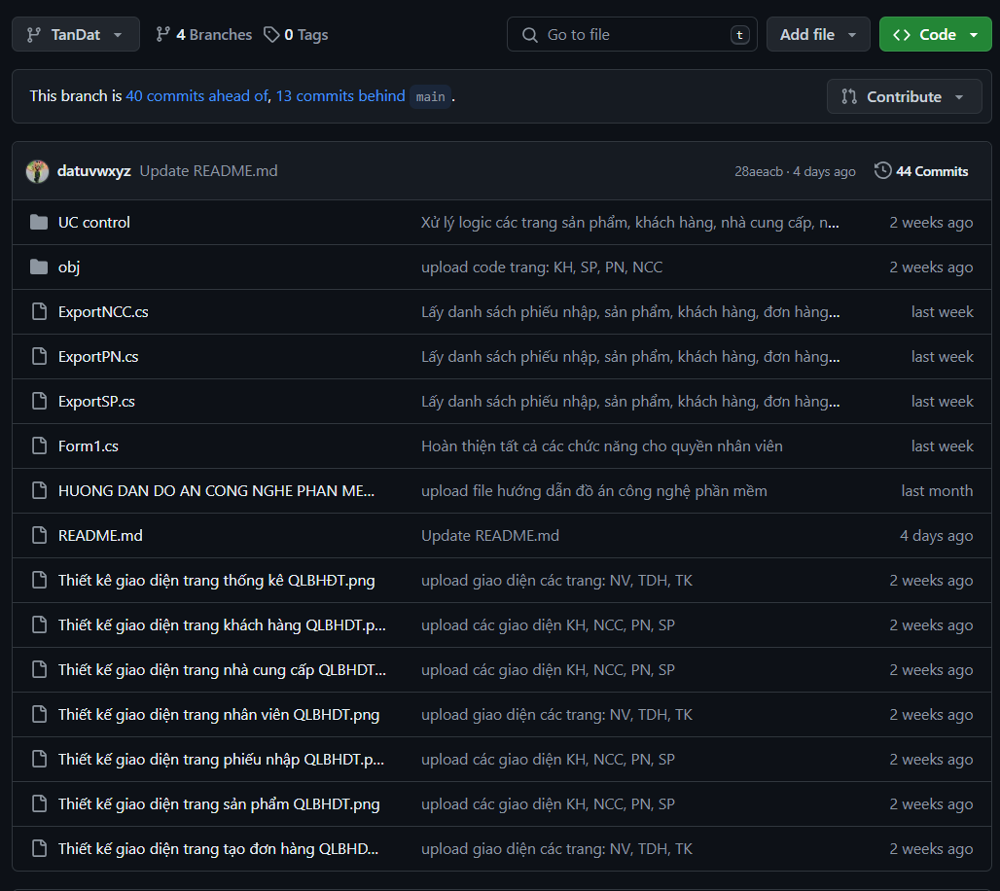 TanDat 4 Branches 0 Tags Go to file t Add file Code
This branch is 40 commits ahead of, 13 commits behind main .
Contribute
datuvwxyz Update README.md 28aeacb · 4 days ago 44 Commits
UC control Xử lý logic các trang sản phẩm, khách hàng, nhà cung cấp, n... 2 weeks ago
obj upload code trang: KH, SP, PN, NCC 2 weeks ago
ExportNCC.cs Lấy danh sách phiếu nhập, sản phẩm, khách hàng, đơn hàng... last week
ExportPN.cs Lấy danh sách phiếu nhập, sản phẩm, khách hàng, đơn hàng... last week
ExportSP.cs Lấy danh sách phiếu nhập, sản phẩm, khách hàng, đơn hàng... last week
Form1.cs Hoàn thiện tất cả các chức năng cho quyền nhân viên last week
HUONG DAN DO AN CONG NGHE PHAN ME... upload file hướng dẫn đồ án công nghệ phần mềm last month
README.md Update README.md 4 days ago
Thiết kê giao diện trang thống kê QLBHĐT.png upload giao diện các trang: NV, TDH, TK 2 weeks ago
Thiết kế giao diện trang khách hàng QLBHDT.p... upload các giao diện KH, NCC, PN, SP 2 weeks ago
Thiết kế giao diện trang nhà cung cấp QLBHDT... upload các giao diện KH, NCC, PN, SP 2 weeks ago
Thiết kế giao diện trang nhân viên QLBHDT.png upload giao diện các trang: NV, TDH, TK 2 weeks ago
Thiết kế giao diện trang phiếu nhập QLBHDT.p... upload các giao diện KH, NCC, PN, SP 2 weeks ago
Thiết kế giao diện trang sản phẩm QLBHDT.png upload các giao diện KH, NCC, PN, SP 2 weeks ago
Thiết kế giao diện trang tạo đơn hàng QLBHD... upload giao diện các trang: NV, TDH, TK 2 weeks ago